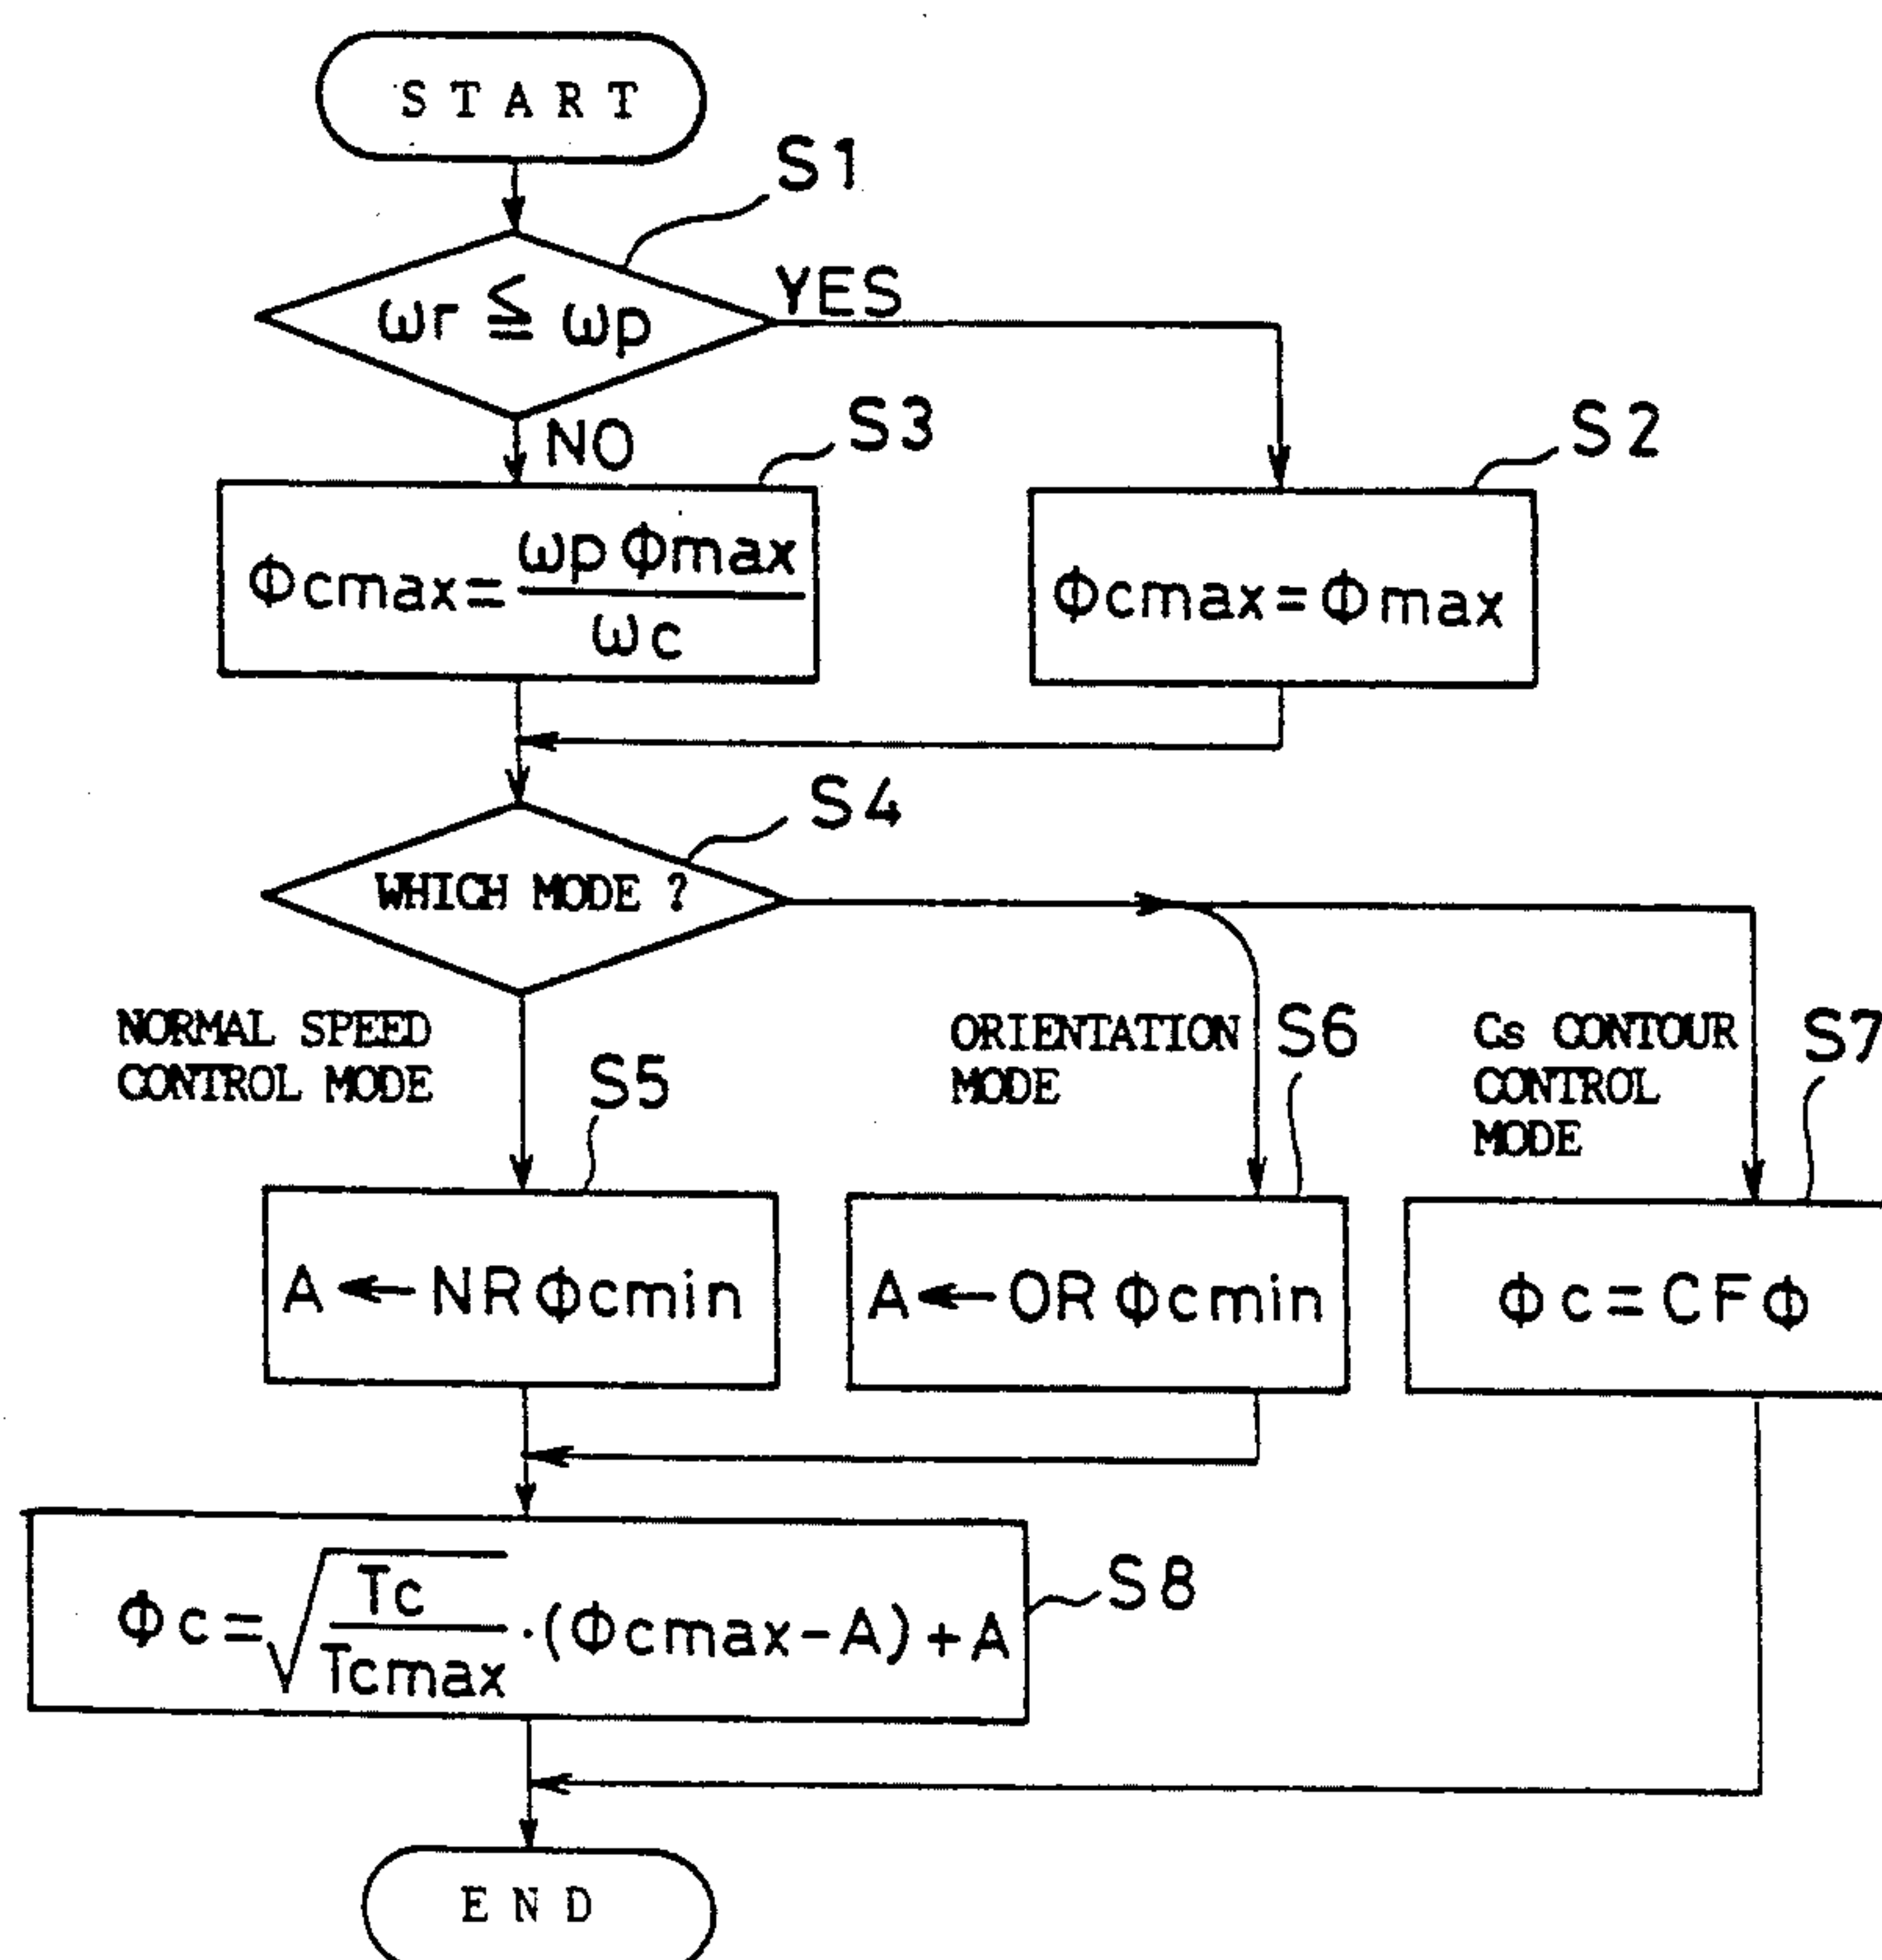 START
S1
ωr ≦ ωp
YES
NO
S3
S2
Φcmax = ωp Φmax / ωc
Φcmax = Φmax
S4
WHICH MODE ?
NORMAL SPEED
CONTROL MODE
S5
ORIENTATION
MODE
S6
Cs CONTOUR
CONTROL
MODE
S7
A ← NR Φcmin
A ← OR Φcmin
Φc = CFΦ
Φc = √(Tc / Tcmax) · (Φcmax - A) + A
S8
END